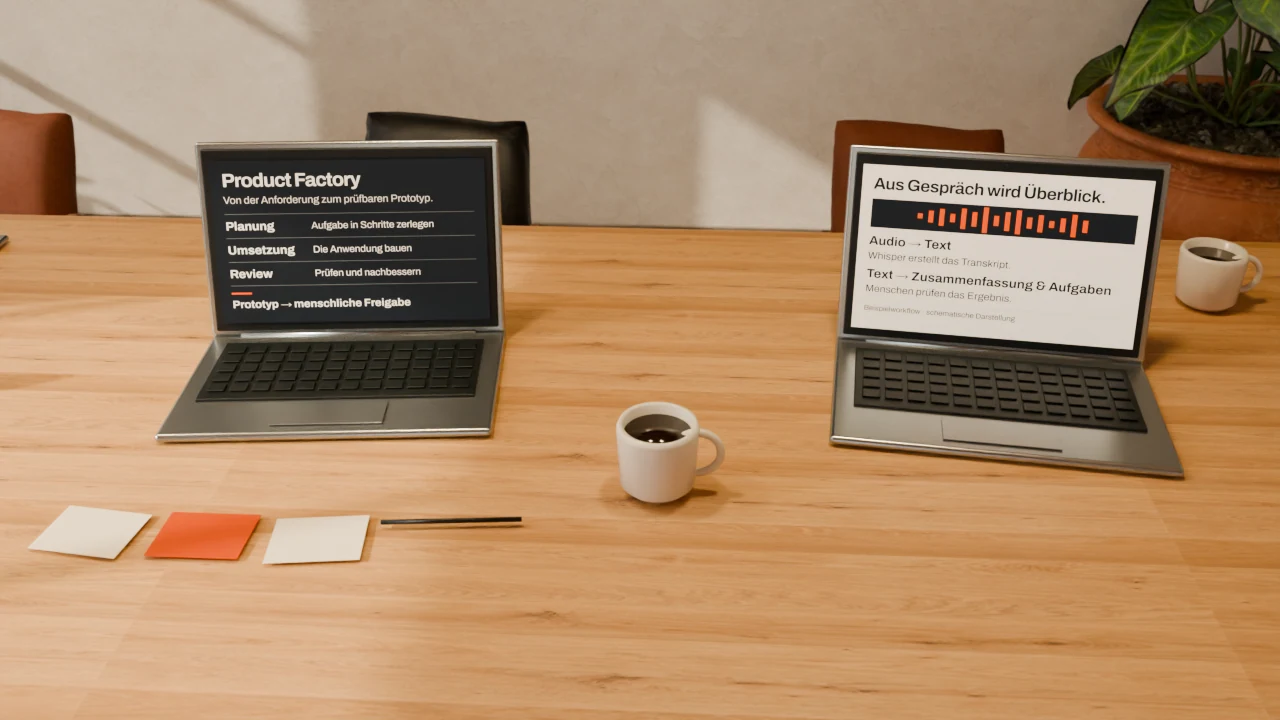 Product Factory
Von der Anforderung zum prüfbaren Prototyp.
Planung Aufgabe in Schritte zerlegen
Umsetzung Die Anwendung bauen
Review Prüfen und nachbessern
Prototyp → menschliche Freigabe
Aus Gespräch wird Überblick.
Audio → Text
Whisper erstellt das Transkript.
Text → Zusammenfassung & Aufgaben
Menschen prüfen das Ergebnis.
Beispielworkflow · schematische Darstellung